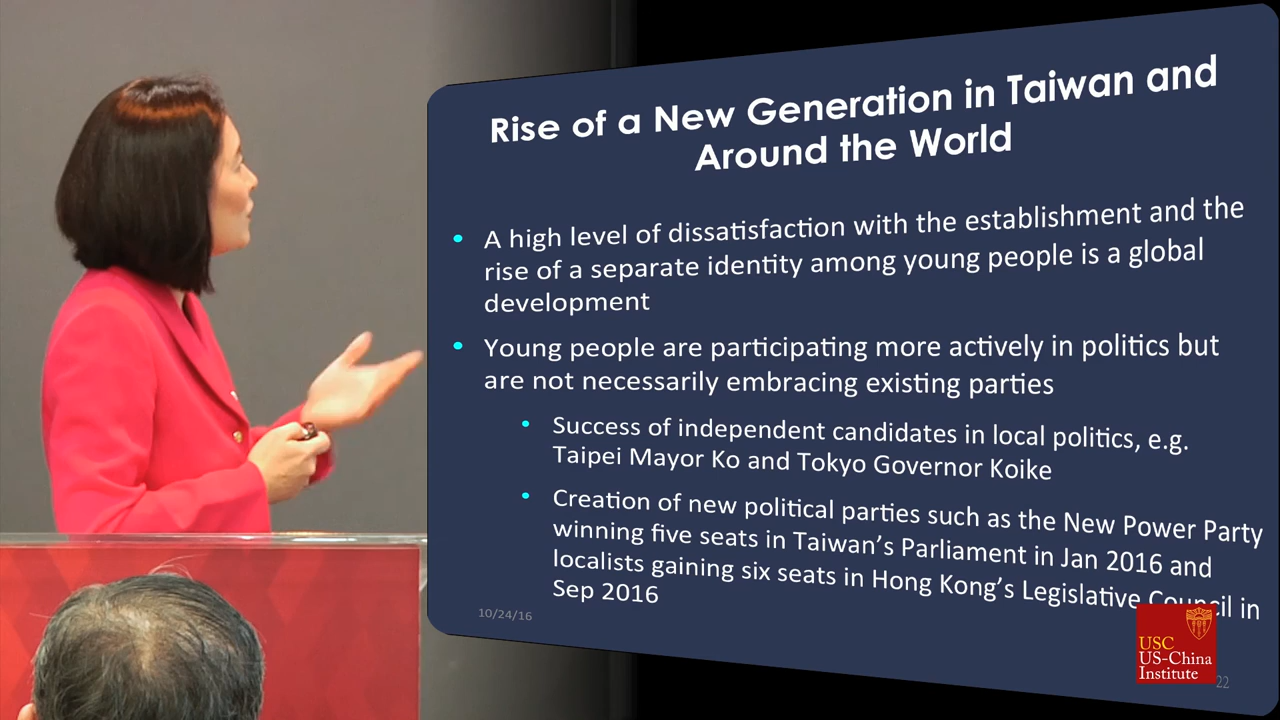 Rise of a New Generation in Taiwan and
Around the World
• A high level of dissatisfaction with the establishment and the
rise of a separate identity among young people is a global
development
• Young people are participating more actively in politics but
are not necessarily embracing existing parties
• Success of independent candidates in local politics, e.g.
Taipei Mayor Ko and Tokyo Governor Koike
• Creation of new political parties such as the New Power Party
winning five seats in Taiwan's Parliament in Jan 2016 and
localists gaining six seats in Hong Kong's Legislative Council in
Sep 2016
10/24/16
USC
US-China
Institute
22